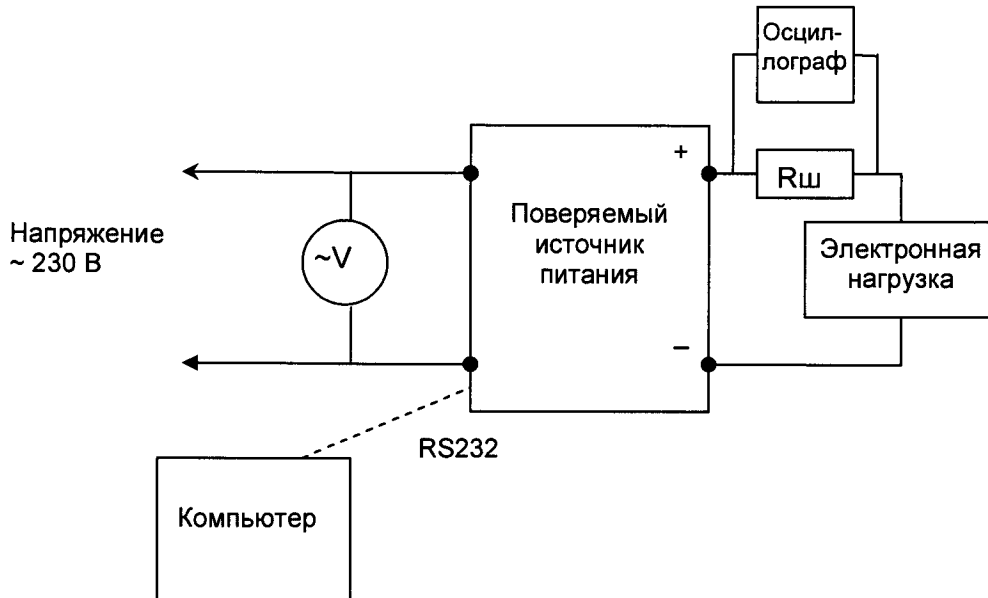 Осцил-
лограф
+
Rш
Поверяемый
источник
питания
Напряжение
~ 230 В
~V
Электронная
нагрузка
–
RS232
Компьютер